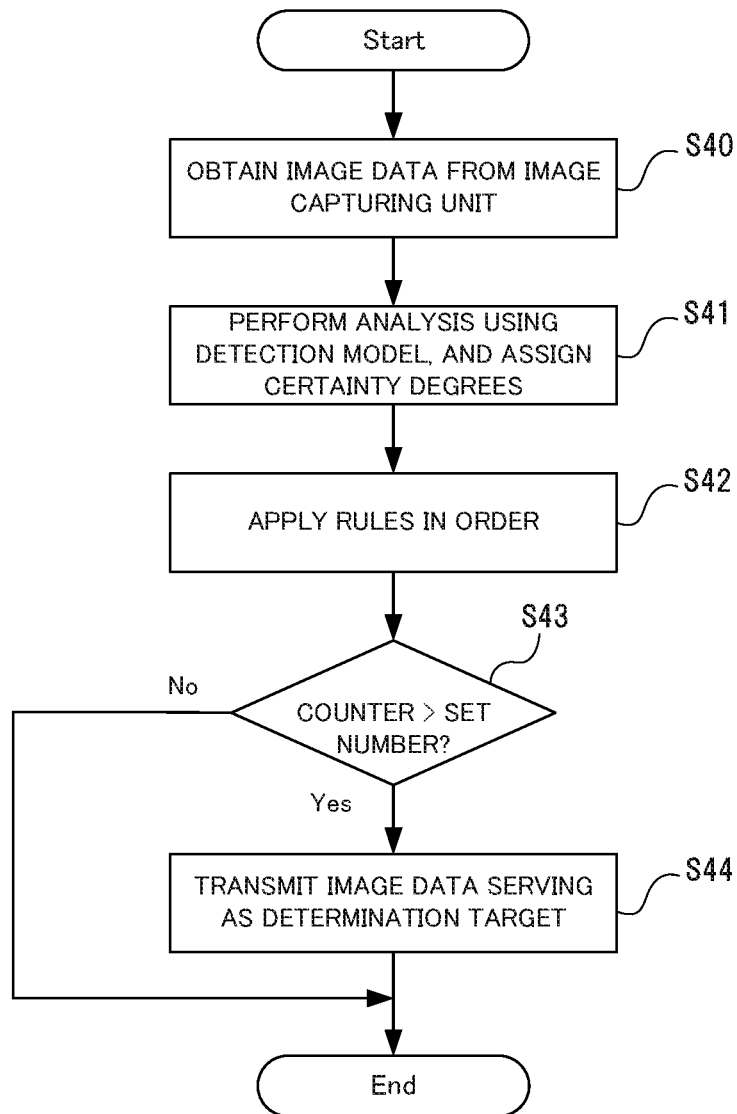 Start
S40
OBTAIN IMAGE DATA FROM IMAGE
CAPTURING UNIT
S41
PERFORM ANALYSIS USING
DETECTION MODEL, AND ASSIGN
CERTAINTY DEGREES
S42
APPLY RULES IN ORDER
S43
No
COUNTER > SET
NUMBER?
Yes
S44
TRANSMIT IMAGE DATA SERVING
AS DETERMINATION TARGET
End